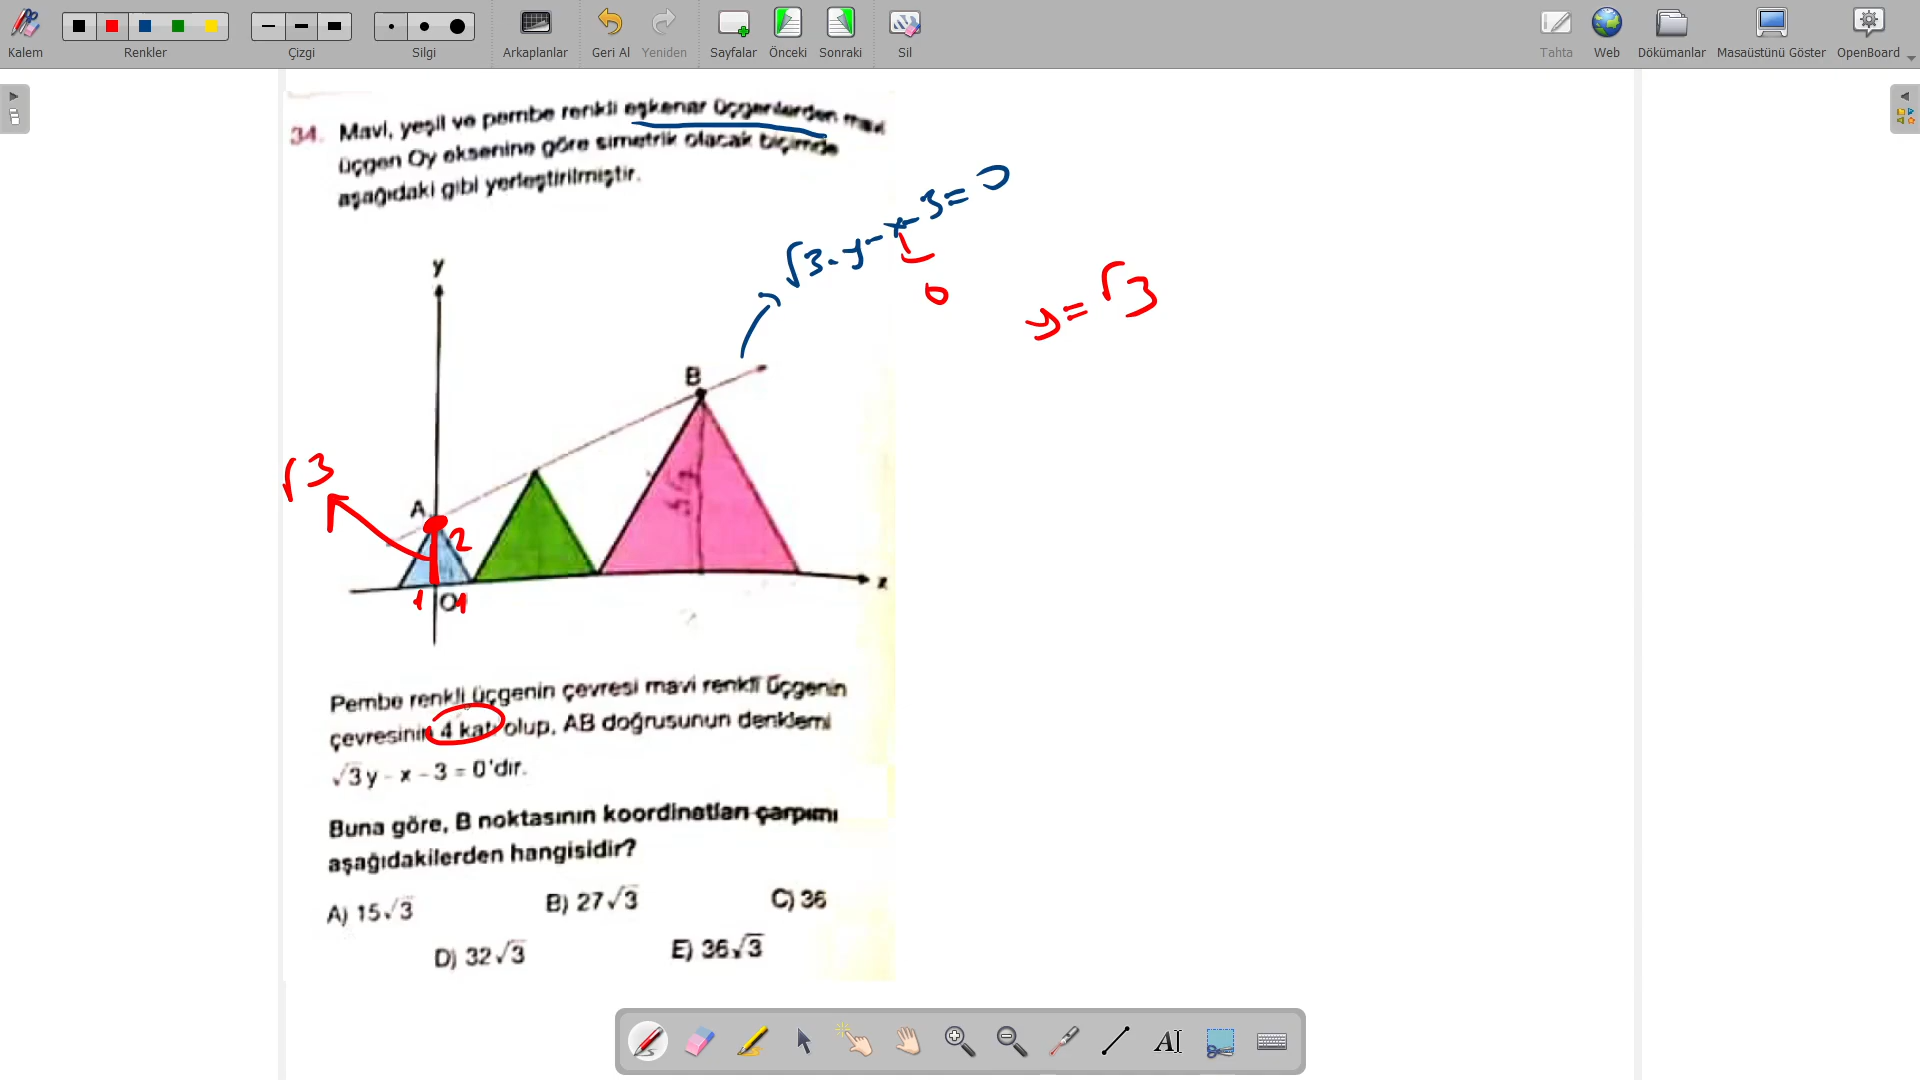 Kalem
Renkler
Çizgi
Silgi
Arkaplanlar
Geri Al
Yeniden
Sayfalar
Önceki
Sonraki
Sil
Tahta
Web
Dökümanlar
Masaüstünü Göster
OpenBoard
34. Mavi, yeşil ve pembe renkli eşkenar üçgenlerden mavi
üçgen Oy eksenine göre simetrik olacak biçimde
aşağıdaki gibi yerleştirilmiştir.
√3 . y - x - 3 = 0
0
y = √3
y
B
√3
A
2
1
O
1
x
Pembe renkli üçgenin çevresi mavi renkli üçgenin
çevresinin 4 katı olup, AB doğrusunun denklemi
√3y - x - 3 = 0'dır.
Buna göre, B noktasının koordinatları çarpımı
aşağıdakilerden hangisidir?
A) 15√3
B) 27√3
C) 36
D) 32√3
E) 36√3